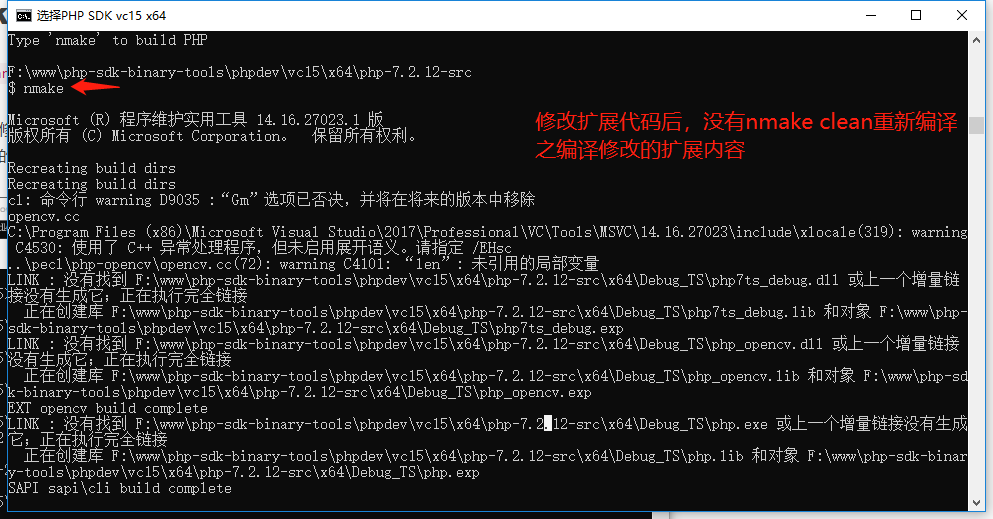 选择PHP SDK vc15 x64
Type 'nmake' to build PHP
F:\www\php-sdk-binary-tools\phpdev\vc15\x64\php-7.2.12-src
$ nmake
修改扩展代码后，没有nmake clean重新编译
之编译修改的扩展内容
Microsoft (R) 程序维护实用工具 14.16.27023.1 版
版权所有 (C) Microsoft Corporation。  保留所有权利。
Recreating build dirs
Recreating build dirs
cl: 命令行 warning D9035 :“Gm”选项已否决，并将在将来的版本中移除
opencv.cc
C:\Program Files (x86)\Microsoft Visual Studio\2017\Professional\VC\Tools\MSVC\14.16.27023\include\xlocale(319): warning
 C4530: 使用了 C++ 异常处理程序，但未启用展开语义。请指定 /EHsc
..\pecl\php-opencv\opencv.cc(72): warning C4101: “len”: 未引用的局部变量
LINK : 没有找到 F:\www\php-sdk-binary-tools\phpdev\vc15\x64\php-7.2.12-src\x64\Debug_TS\php7ts_debug.dll 或上一个增量链
接没有生成它；正在执行完全链接
  正在创建库 F:\www\php-sdk-binary-tools\phpdev\vc15\x64\php-7.2.12-src\x64\Debug_TS\php7ts_debug.lib 和对象 F:\www\php-
sdk-binary-tools\phpdev\vc15\x64\php-7.2.12-src\x64\Debug_TS\php7ts_debug.exp
LINK : 没有找到 F:\www\php-sdk-binary-tools\phpdev\vc15\x64\php-7.2.12-src\x64\Debug_TS\php_opencv.dll 或上一个增量链接
没有生成它；正在执行完全链接
  正在创建库 F:\www\php-sdk-binary-tools\phpdev\vc15\x64\php-7.2.12-src\x64\Debug_TS\php_opencv.lib 和对象 F:\www\php-sd
k-binary-tools\phpdev\vc15\x64\php-7.2.12-src\x64\Debug_TS\php_opencv.exp
EXT opencv build complete
LINK : 没有找到 F:\www\php-sdk-binary-tools\phpdev\vc15\x64\php-7.2.12-src\x64\Debug_TS\php.exe 或上一个增量链接没有生成
它；正在执行完全链接
  正在创建库 F:\www\php-sdk-binary-tools\phpdev\vc15\x64\php-7.2.12-src\x64\Debug_TS\php.lib 和对象 F:\www\php-sdk-binar
y-tools\phpdev\vc15\x64\php-7.2.12-src\x64\Debug_TS\php.exp
SAPI sapi\cli build complete